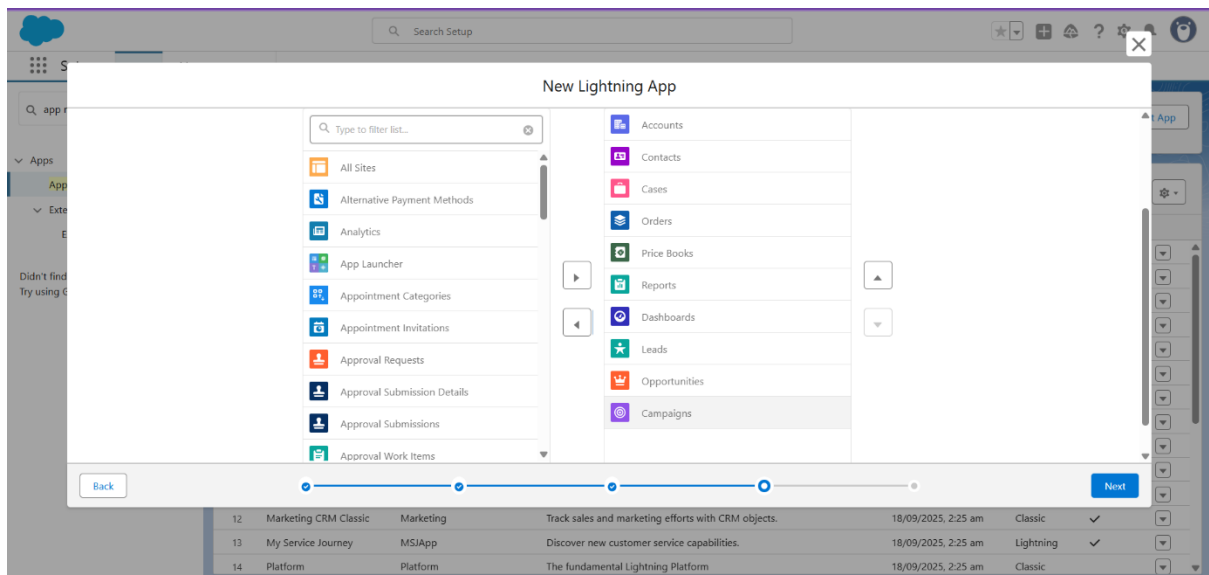 Search Setup
New Lightning App
app
Apps
App
Exte
E
Didn't find
Try using G
t App
Type to filter list...
All Sites
Alternative Payment Methods
Analytics
App Launcher
Appointment Categories
Appointment Invitations
Approval Requests
Approval Submission Details
Approval Submissions
Approval Work Items
Accounts
Contacts
Cases
Orders
Price Books
Reports
Dashboards
Leads
Opportunities
Campaigns
Back
Next
12 Marketing CRM Classic Marketing Track sales and marketing efforts with CRM objects. 18/09/2025, 2:25 am Classic
13 My Service Journey MSJApp Discover new customer service capabilities. 18/09/2025, 2:25 am Lightning
14 Platform Platform The fundamental Lightning Platform 18/09/2025, 2:25 am Classic